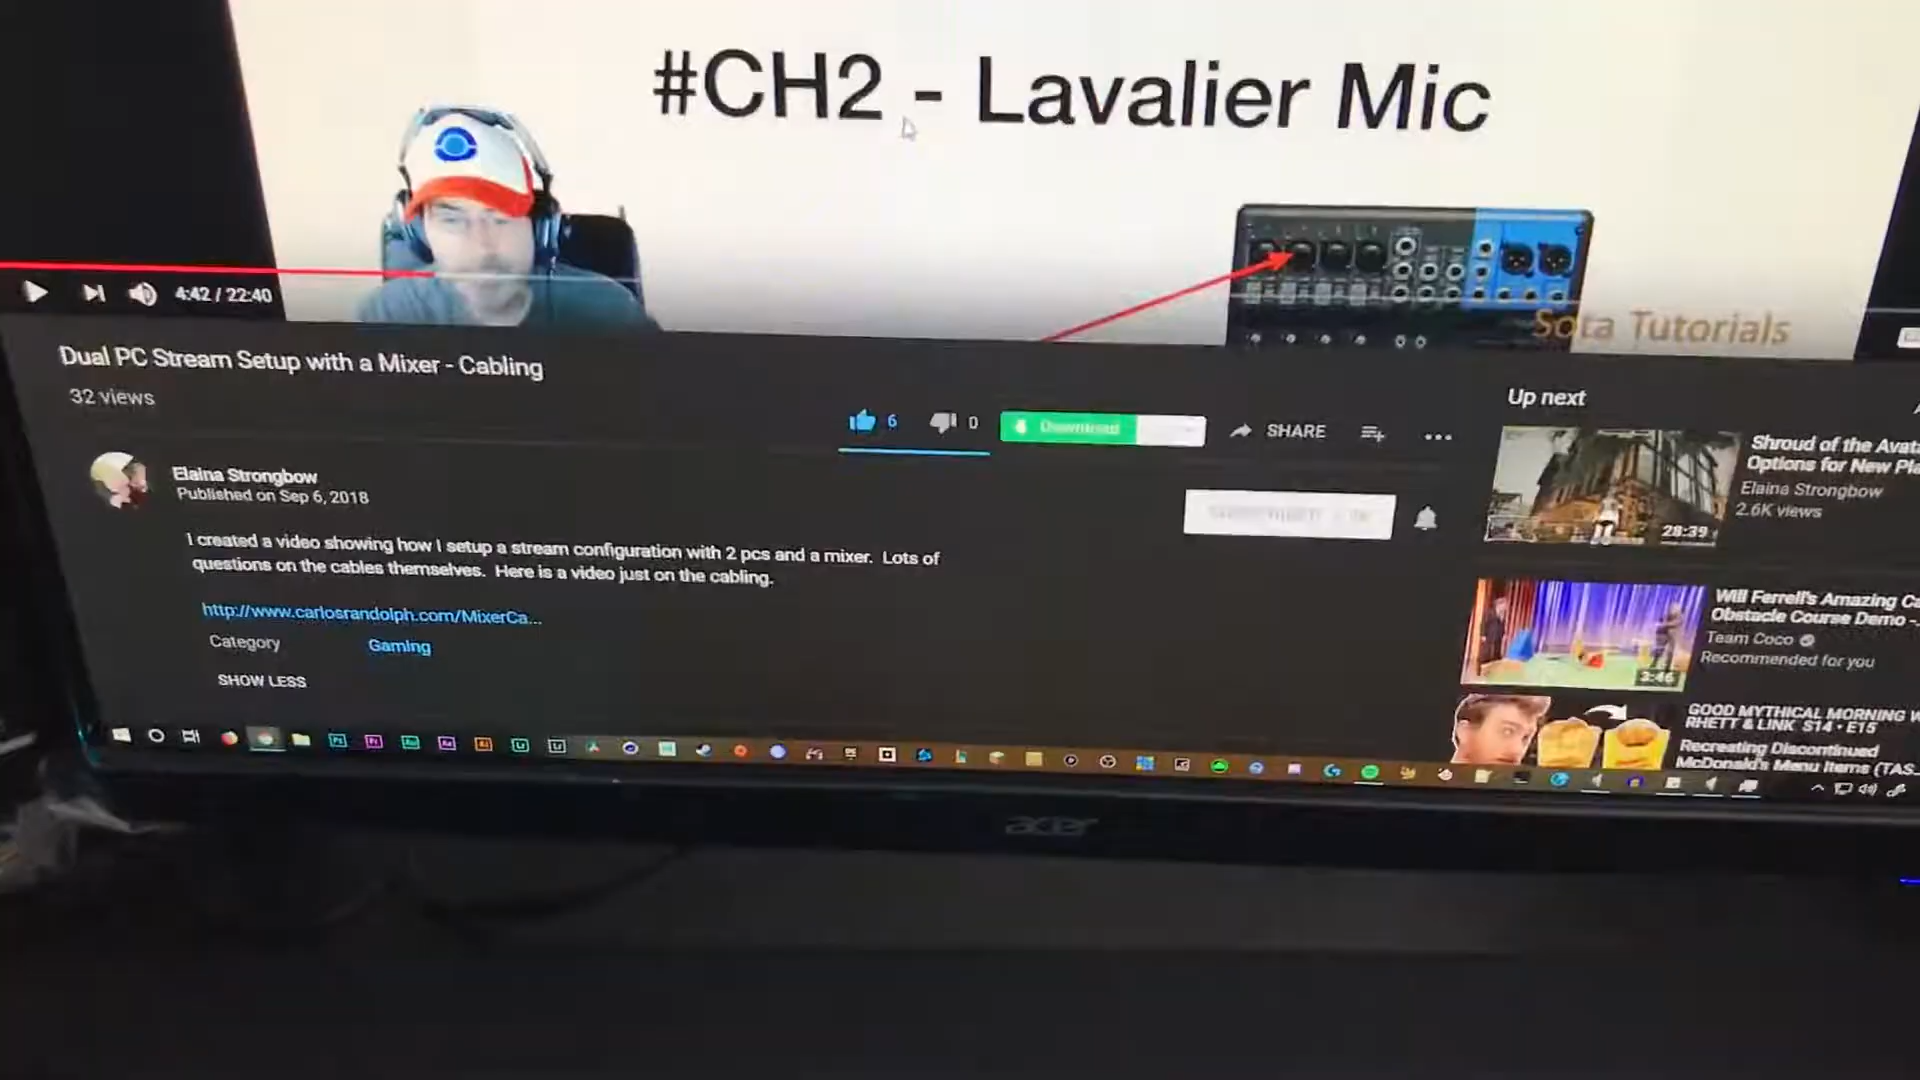 #CH2 - Lavalier Mic
Sota Tutorials
4:42 / 22:40
Dual PC Stream Setup with a Mixer - Cabling
32 views
6
0
Download
SHARE
Elaina Strongbow
Published on Sep 6, 2018
I created a video showing how I setup a stream configuration with 2 pcs and a mixer. Lots of
questions on the cables themselves. Here is a video just on the cabling.
http://www.carlosrandolph.com/MixerCa...
Category
Gaming
SHOW LESS
Up next
Shroud of the Avata
Options for New Pla
Elaina Strongbow
2.6K views
28:39
Will Ferrell's Amazing Ca
Obstacle Course Demo -
Team Coco
Recommended for you
3:46
GOOD MYTHICAL MORNING W
RHETT & LINK S14 • E15
Recreating Discontinued
McDonald's Menu Items (TAS...
acer